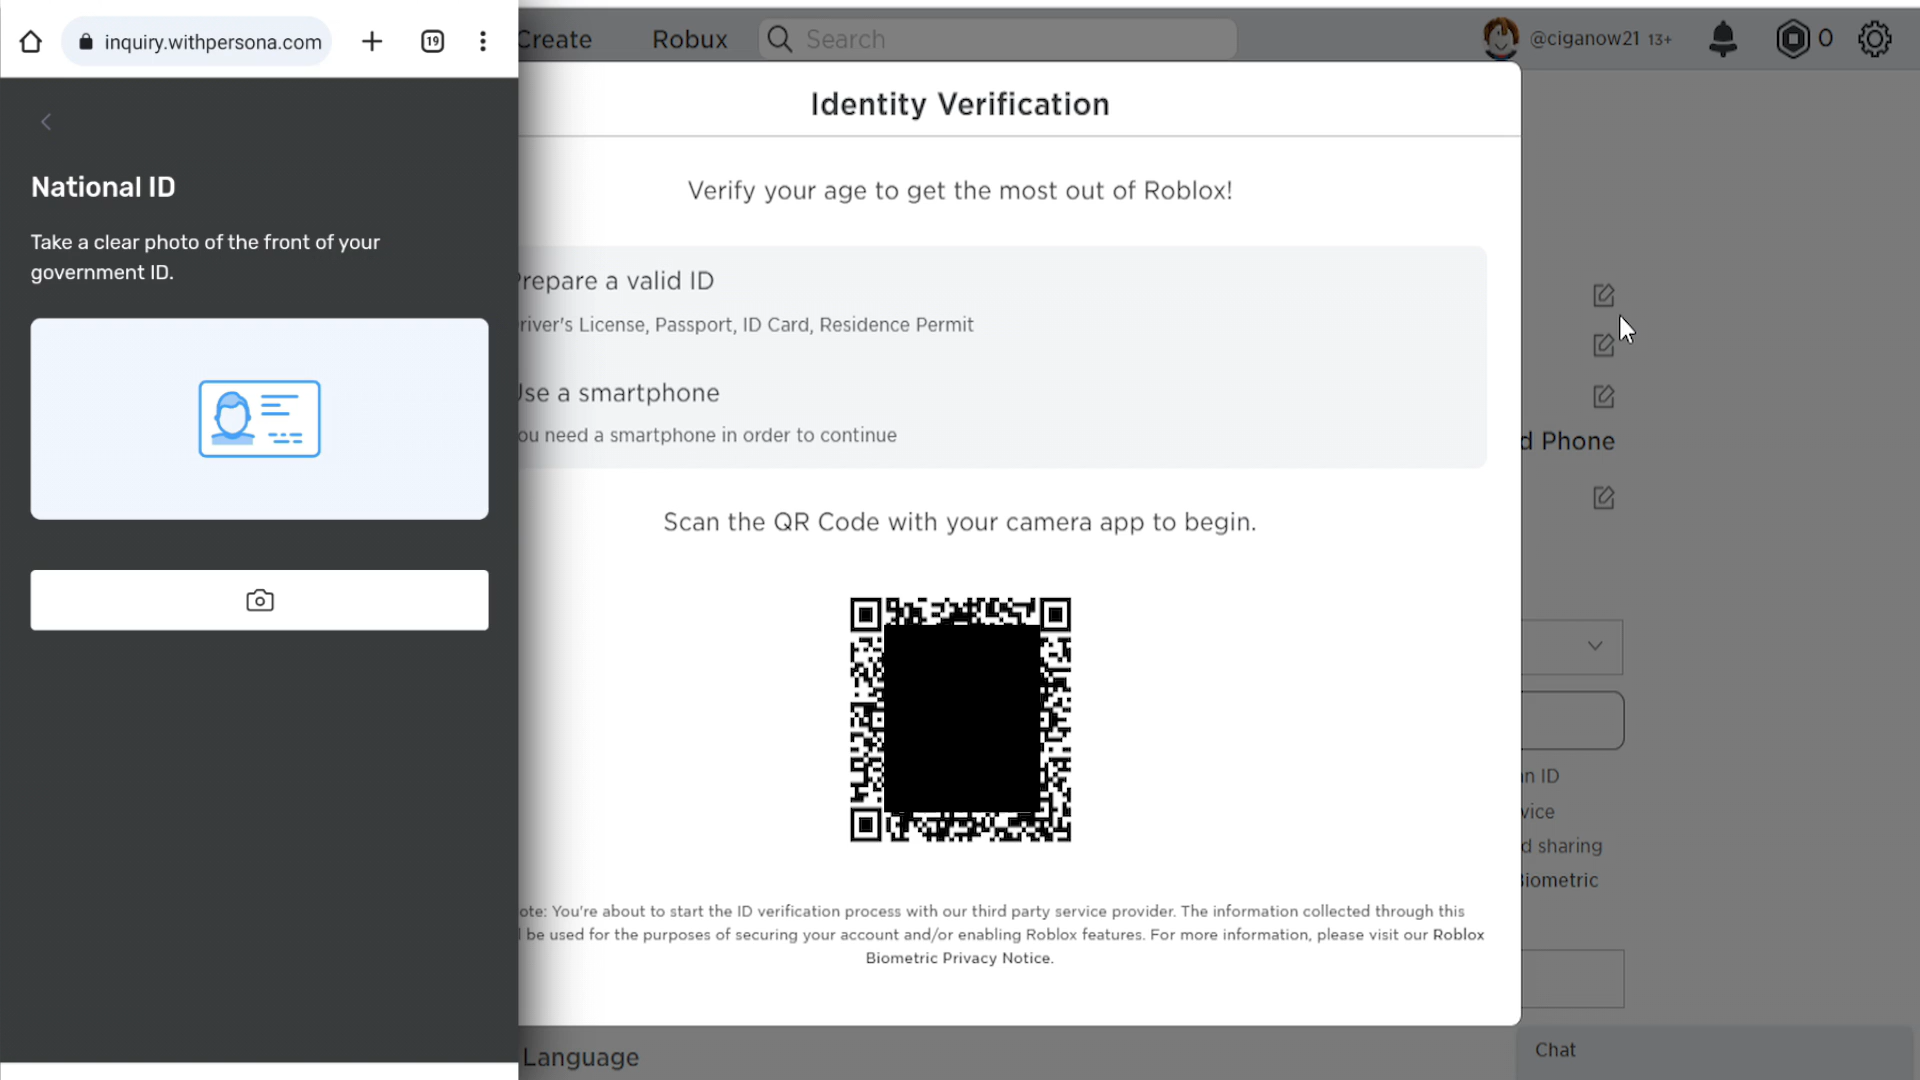 inquiry.withpersona.com
19
National ID
Take a clear photo of the front of your
government ID.
Create
Robux
Search
@ciganow21 13+
0
Identity Verification
Verify your age to get the most out of Roblox!
Prepare a valid ID
river's License, Passport, ID Card, Residence Permit
Use a smartphone
ou need a smartphone in order to continue
Scan the QR Code with your camera app to begin.
ote: You're about to start the ID verification process with our third party service provider. The information collected through this
be used for the purposes of securing your account and/or enabling Roblox features. For more information, please visit our Roblox
Biometric Privacy Notice.
d Phone
an ID
vice
d sharing
Biometric
Language
Chat